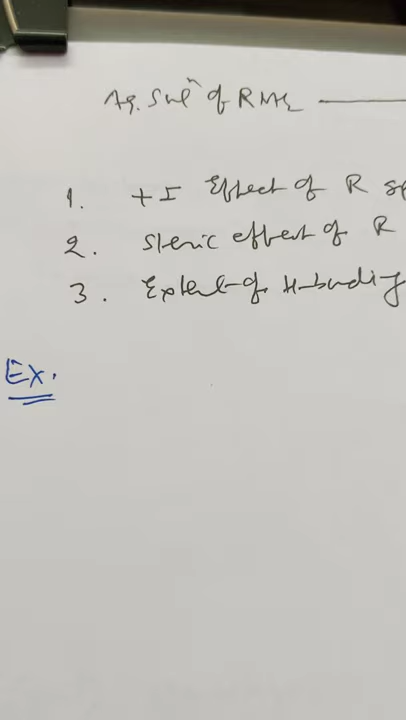 Aq. Solⁿ of RNH₂ —
1. +I Effect of R
2. Steric effect of R
3. Extent of H-bonding
Ex.